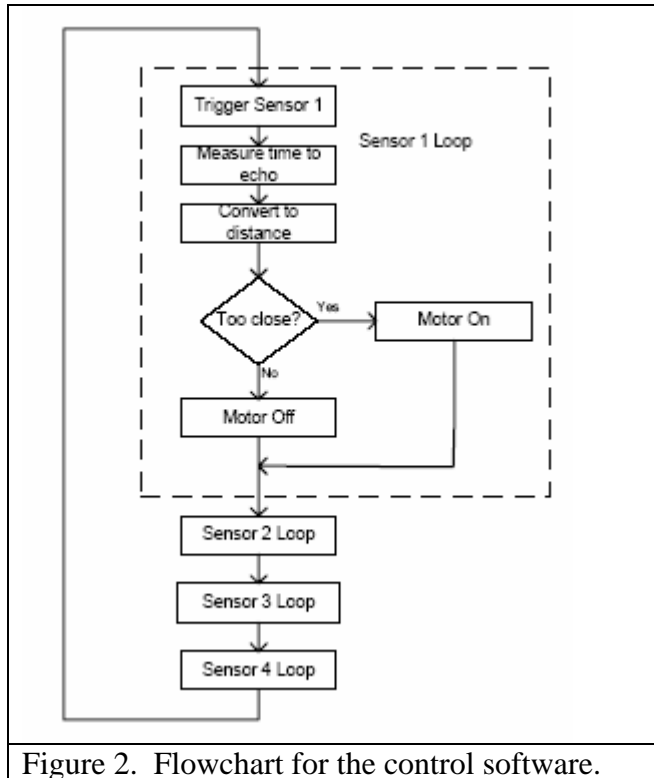 Trigger Sensor 1
Sensor 1 Loop
Measure time to
echo
Convert to
distance
Too close?
Yes
Motor On
No
Motor Off
Sensor 2 Loop
Sensor 3 Loop
Sensor 4 Loop
Figure 2. Flowchart for the control software.